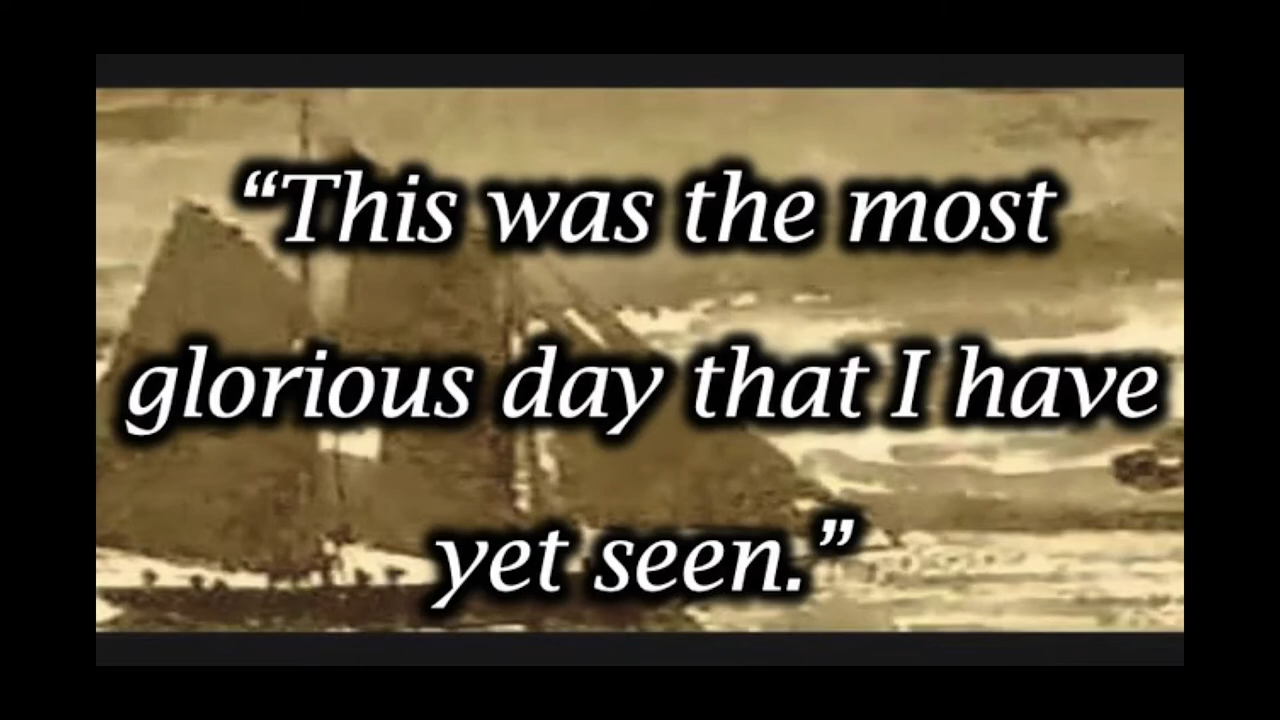 “This was the most
glorious day that I have
yet seen.”